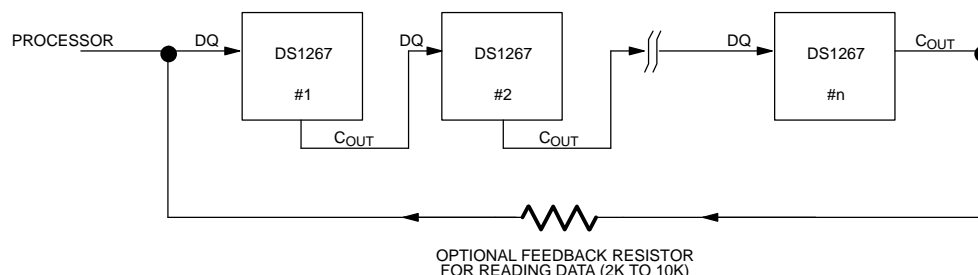 PROCESSOR
DQ
DS1267
#1
COUT
DQ
DS1267
#2
COUT
DQ
DS1267
#n
COUT
OPTIONAL FEEDBACK RESISTOR
FOR READING DATA (2K TO 10K)